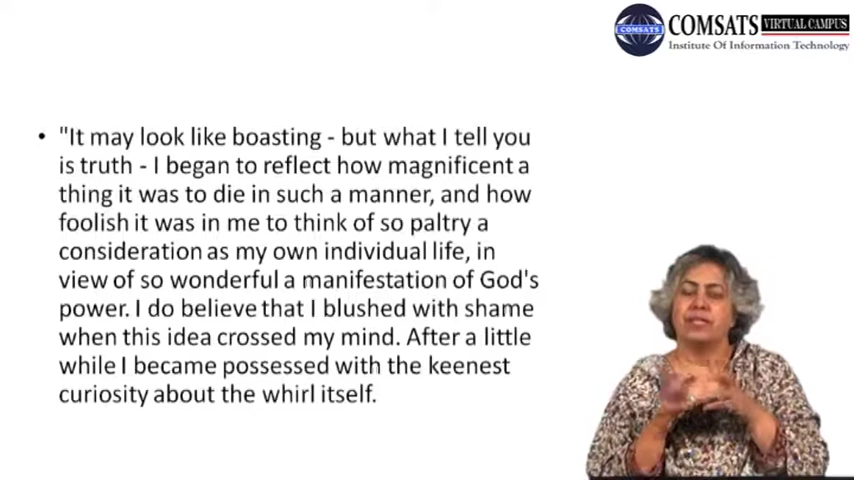 COMSATS VIRTUAL CAMPUS
Institute Of Information Technology
COMSATS
• "It may look like boasting - but what I tell you
is truth - I began to reflect how magnificent a
thing it was to die in such a manner, and how
foolish it was in me to think of so paltry a
consideration as my own individual life, in
view of so wonderful a manifestation of God's
power. I do believe that I blushed with shame
when this idea crossed my mind. After a little
while I became possessed with the keenest
curiosity about the whirl itself.